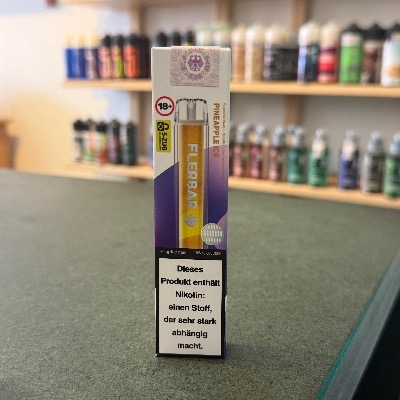 18+
PINEAPPLE ICE
FLERBAR
Dieses
Produkt enthält
Nikotin:
einen Stoff,
der sehr stark
abhängig
macht.